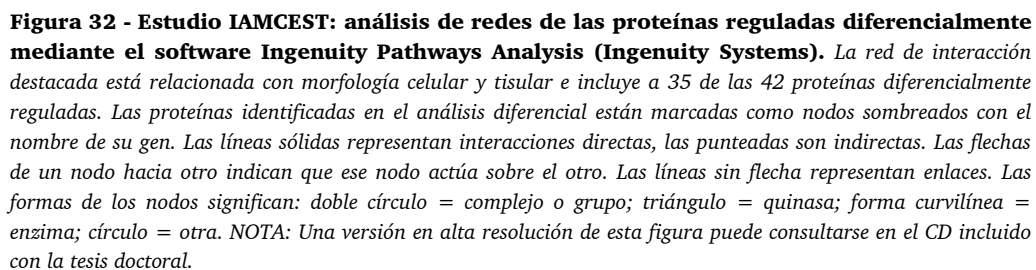 Figura 32 - Estudio IAMCEST: análisis de redes de las proteínas reguladas diferencialmente
mediante el software Ingenuity Pathways Analysis (Ingenuity Systems). La red de interacción
destacada está relacionada con morfología celular y tisular e incluye a 35 de las 42 proteínas diferencialmente
reguladas. Las proteínas identificadas en el análisis diferencial están marcadas como nodos sombreados con el
nombre de su gen. Las líneas sólidas representan interacciones directas, las punteadas son indirectas. Las flechas
de un nodo hacia otro indican que ese nodo actúa sobre el otro. Las líneas sin flecha representan enlaces. Las
formas de los nodos significan: doble círculo = complejo o grupo; triángulo = quinasa; forma curvilínea =
enzima; círculo = otra. NOTA: Una versión en alta resolución de esta figura puede consultarse en el CD incluido
con la tesis doctoral.